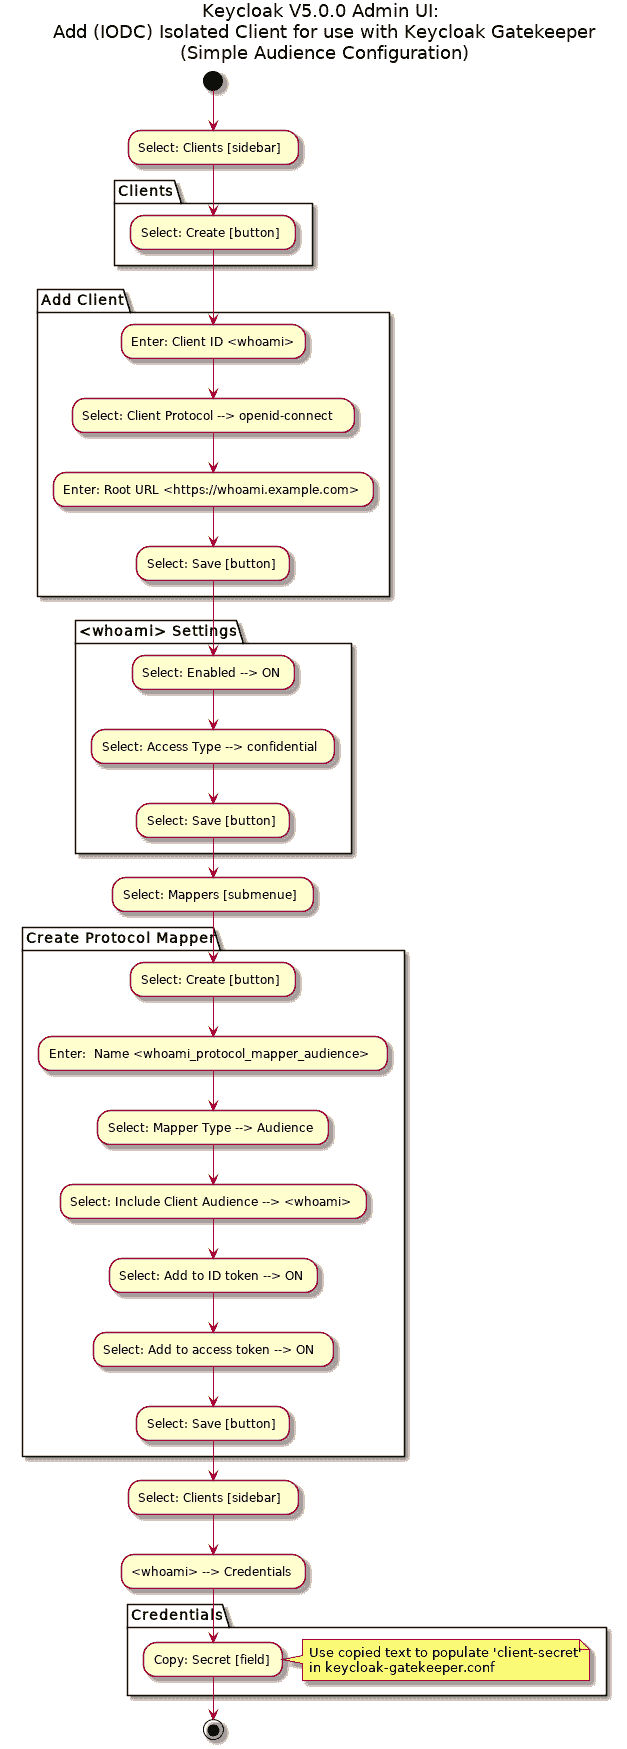 Keycloak V5.0.0 Admin UI:
Add (IODC) Isolated Client for use with Keycloak Gatekeeper
(Simple Audience Configuration)
Select: Clients [sidebar]
Clients
Select: Create [button]
Add Client
Enter: Client ID <whoami>
Select: Client Protocol --> openid-connect
Enter: Root URL <https://whoami.example.com>
Select: Save [button]
<whoami> Settings
Select: Enabled --> ON
Select: Access Type --> confidential
Select: Save [button]
Select: Mappers [submenue]
Create Protocol Mapper
Select: Create [button]
Enter:  Name <whoami_protocol_mapper_audience>
Select: Mapper Type --> Audience
Select: Include Client Audience --> <whoami>
Select: Add to ID token --> ON
Select: Add to access token --> ON
Select: Save [button]
Select: Clients [sidebar]
<whoami> --> Credentials
Credentials
Copy: Secret [field]
Use copied text to populate 'client-secret'
in keycloak-gatekeeper.conf